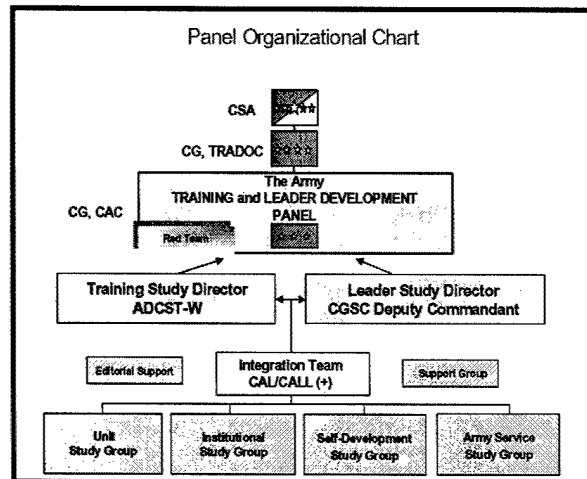 Panel Organizational Chart
CSA
CG, TRADOC
The Army
TRAINING and LEADER DEVELOPMENT
PANEL
CG, CAC
Red Team
Training Study Director
ADCST-W
Leader Study Director
CGSC Deputy Commandant
Integration Team
CAL/CALL (+)
Editorial Support
Support Group
Unit
Study Group
Institutional
Study Group
Self-Development
Study Group
Army Service
Study Group